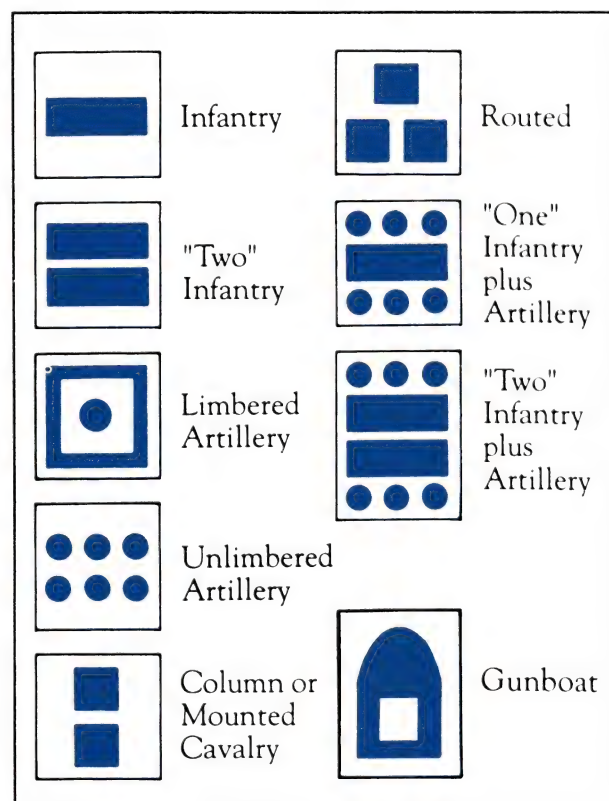 Infantry
"Two"
Infantry
Limbered
Artillery
Unlimbered
Artillery
Column or
Mounted
Cavalry
Routed
"One"
Infantry
plus
Artillery
"Two"
Infantry
plus
Artillery
Gunboat